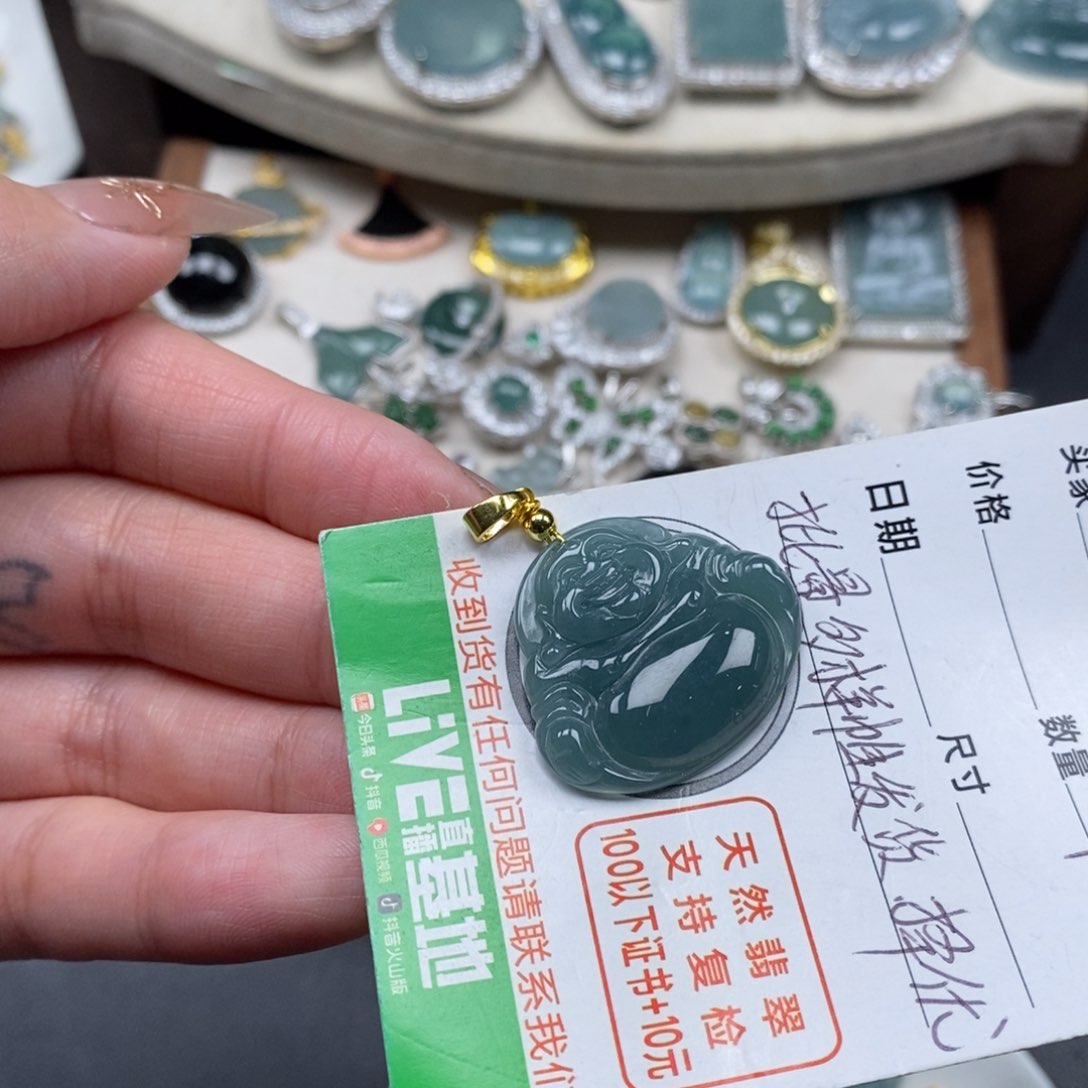 LiVE直播基地
今日头条 抖音 西瓜视频 抖音火山版
收到货有任何问题请联系我们
天然翡翠
支持复检
100以下证书+10元
买家
价格
日期
数量
尺寸